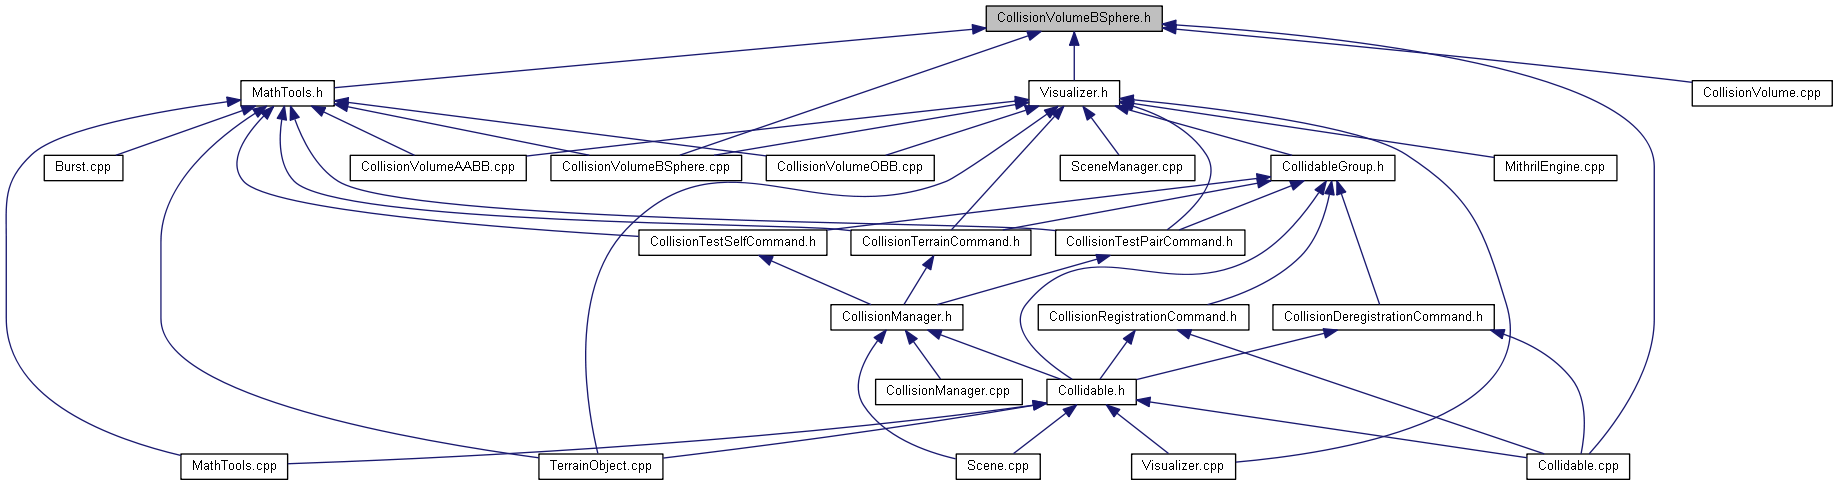 CollisionVolumeBSphere.h
MathTools.h
Visualizer.h
CollisionVolume.cpp
Burst.cpp
CollisionVolumeAABB.cpp
CollisionVolumeBSphere.cpp
CollisionVolumeOBB.cpp
SceneManager.cpp
CollidableGroup.h
MithrilEngine.cpp
CollisionTestSelfCommand.h
CollisionTerrainCommand.h
CollisionTestPairCommand.h
CollisionManager.h
CollisionRegistrationCommand.h
CollisionDeregistrationCommand.h
CollisionManager.cpp
Collidable.h
MathTools.cpp
TerrainObject.cpp
Scene.cpp
Visualizer.cpp
Collidable.cpp